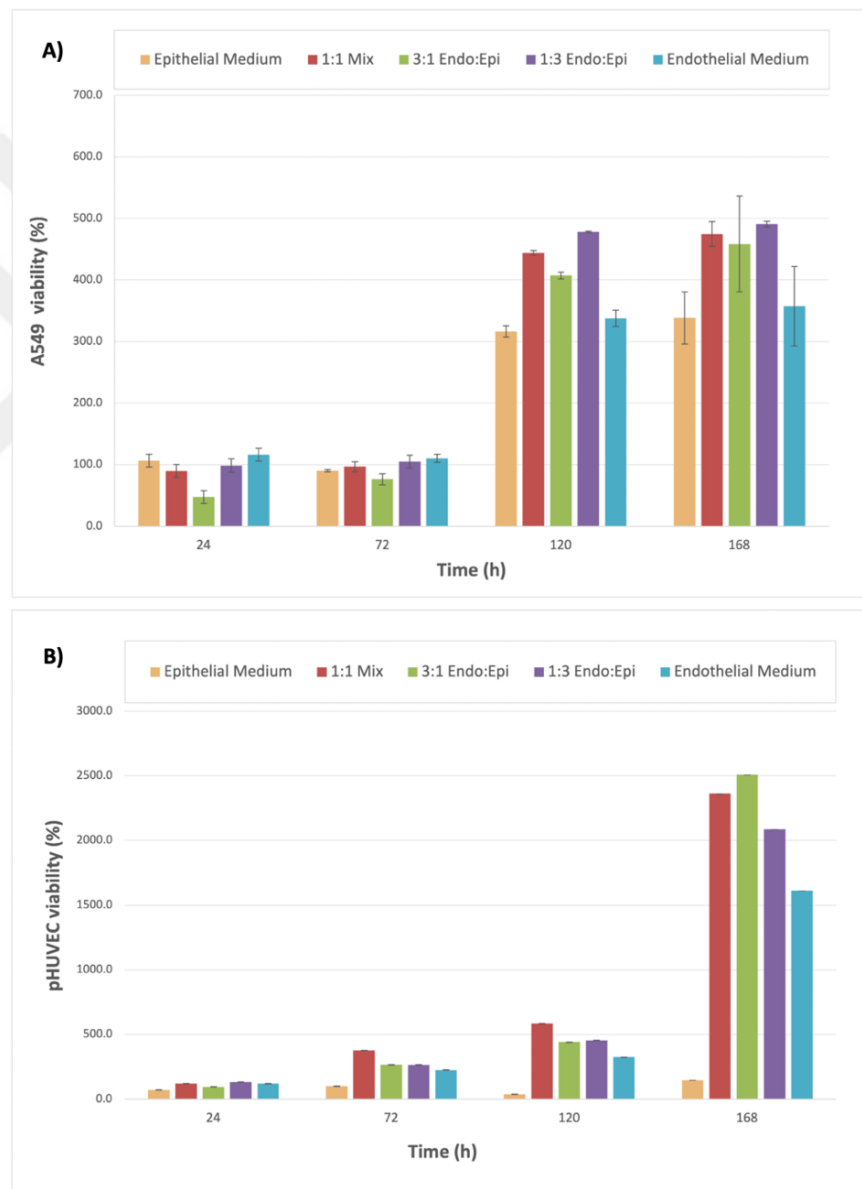 A)
Epithelial Medium 1:1 Mix 3:1 Endo:Epi 1:3 Endo:Epi Endothelial Medium
700.0
600.0
500.0
400.0
300.0
200.0
100.0
0.0
A549 viability (%)
24 72 120 168
Time (h)
B)
Epithelial Medium 1:1 Mix 3:1 Endo:Epi 1:3 Endo:Epi Endothelial Medium
3000.0
2500.0
2000.0
1500.0
1000.0
500.0
0.0
pHUVEC viability (%)
24 72 120 168
Time (h)